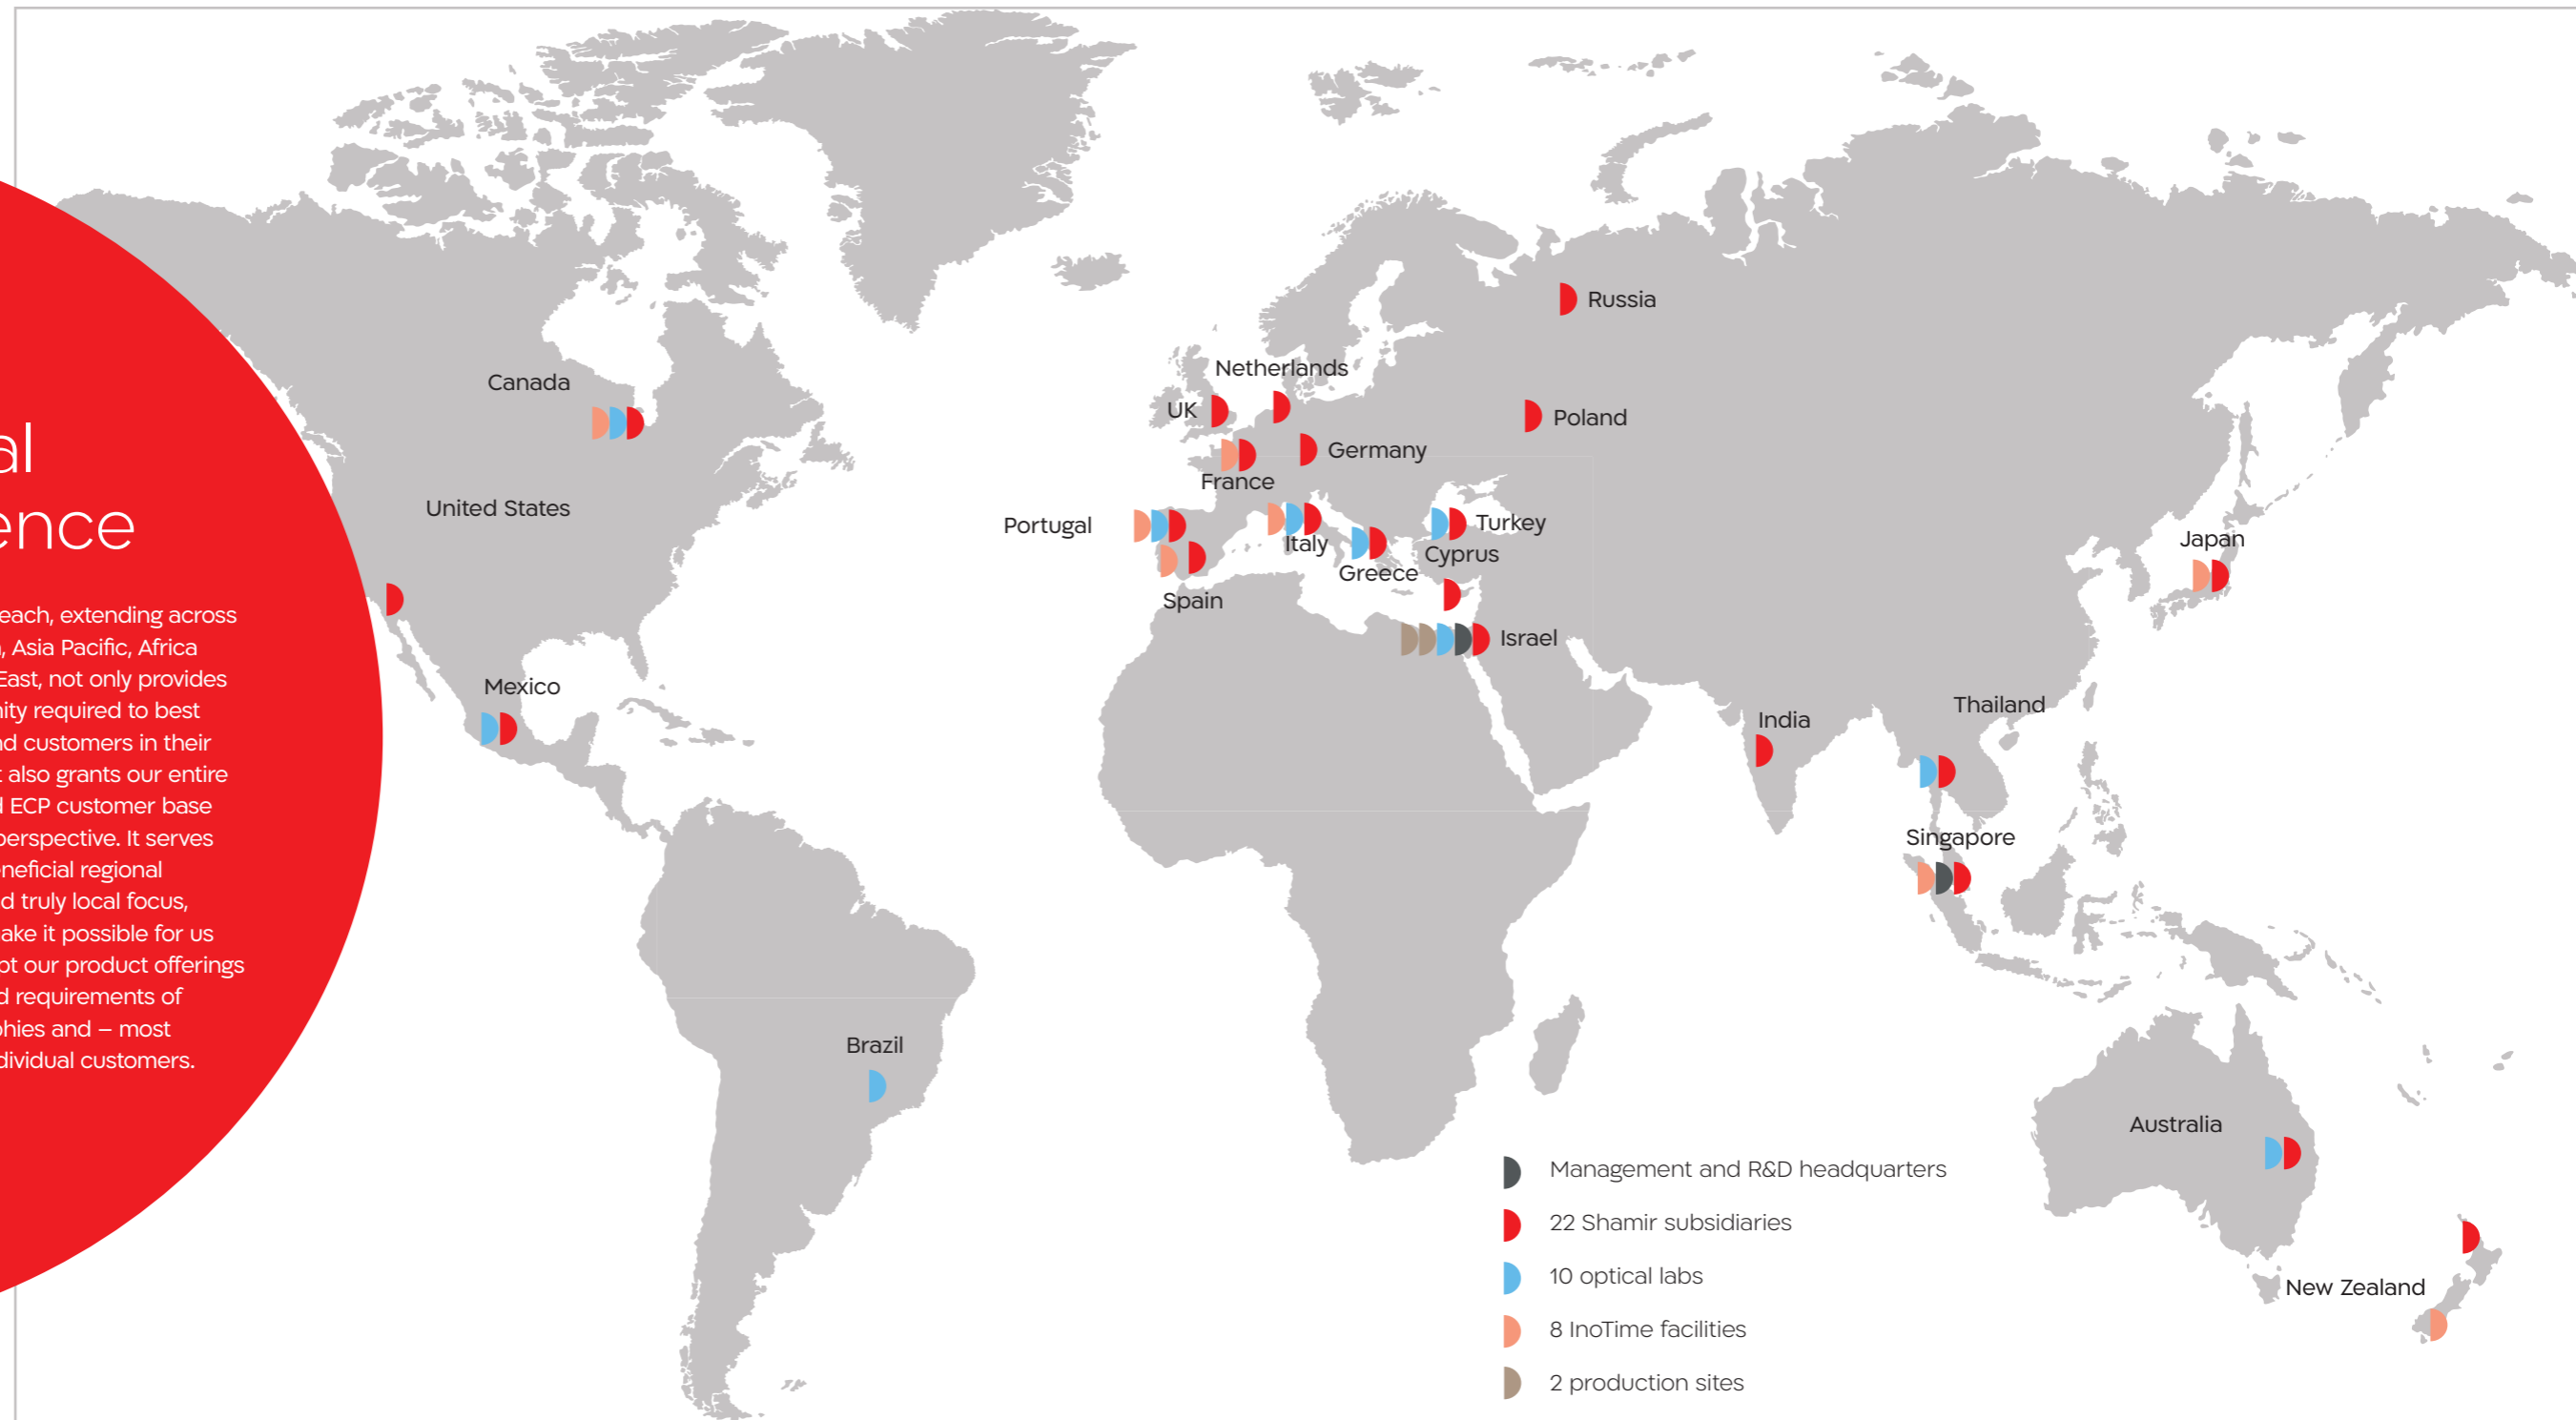 al
ence
each, extending across
, Asia Pacific, Africa
East, not only provides
ity required to best
nd customers in their
t also grants our entire
d ECP customer base
perspective. It serves
neficial regional
d truly local focus,
ake it possible for us
pt our product offerings
d requirements of
phies and – most
dividual customers.
Canada
United States
Mexico
Brazil
Russia
Netherlands
UK
Poland
Germany
France
Portugal
Italy
Turkey
Cyprus
Greece
Spain
Israel
Japan
India
Thailand
Singapore
Australia
New Zealand
Management and R&D headquarters
22 Shamir subsidiaries
10 optical labs
8 InoTime facilities
2 production sites